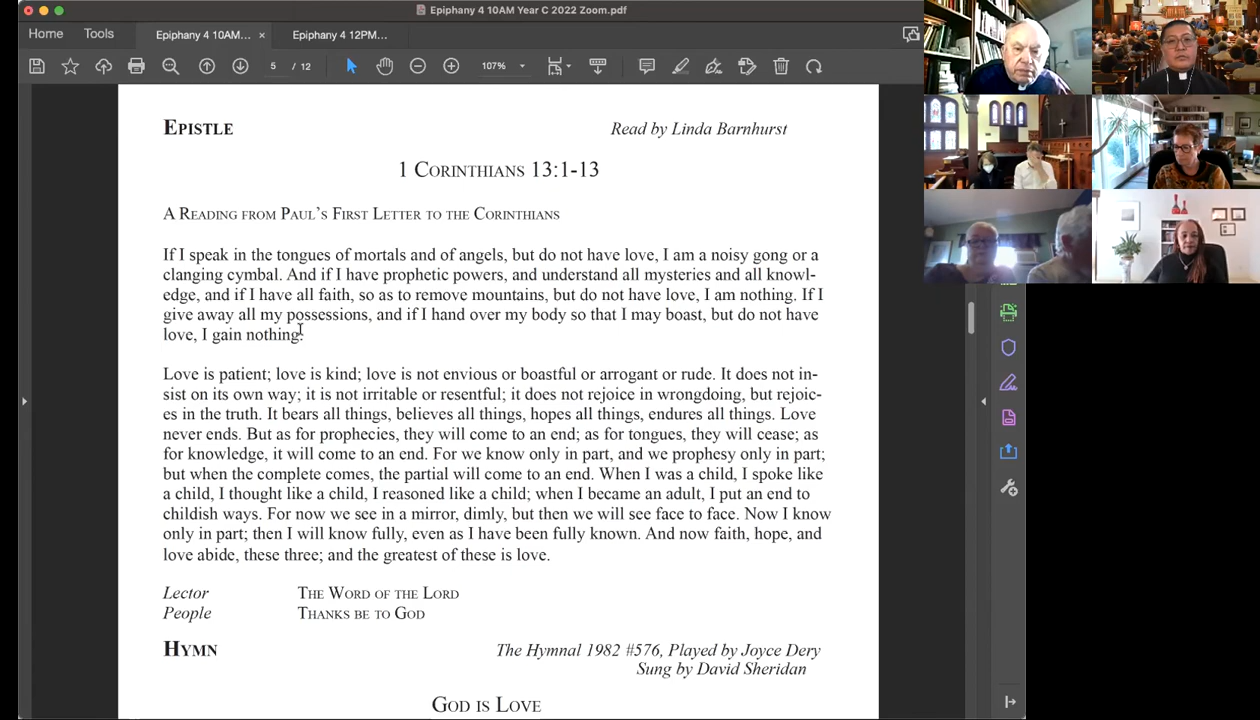 Epiphany 4 10AM Year C 2022 Zoom.pdf
Home Tools Epiphany 4 10AM... × Epiphany 4 12PM...
5 / 12 107%
EPISTLE Read by Linda Barnhurst
1 CORINTHIANS 13:1-13
A READING FROM PAUL'S FIRST LETTER TO THE CORINTHIANS
If I speak in the tongues of mortals and of angels, but do not have love, I am a noisy gong or a
clanging cymbal. And if I have prophetic powers, and understand all mysteries and all knowl-
edge, and if I have all faith, so as to remove mountains, but do not have love, I am nothing. If I
give away all my possessions, and if I hand over my body so that I may boast, but do not have
love, I gain nothing.
Love is patient; love is kind; love is not envious or boastful or arrogant or rude. It does not in-
sist on its own way; it is not irritable or resentful; it does not rejoice in wrongdoing, but rejoic-
es in the truth. It bears all things, believes all things, hopes all things, endures all things. Love
never ends. But as for prophecies, they will come to an end; as for tongues, they will cease; as
for knowledge, it will come to an end. For we know only in part, and we prophesy only in part;
but when the complete comes, the partial will come to an end. When I was a child, I spoke like
a child, I thought like a child, I reasoned like a child; when I became an adult, I put an end to
childish ways. For now we see in a mirror, dimly, but then we will see face to face. Now I know
only in part; then I will know fully, even as I have been fully known. And now faith, hope, and
love abide, these three; and the greatest of these is love.
Lector THE WORD OF THE LORD
People THANKS BE TO GOD
HYMN The Hymnal 1982 #576, Played by Joyce Dery
Sung by David Sheridan
GOD IS LOVE